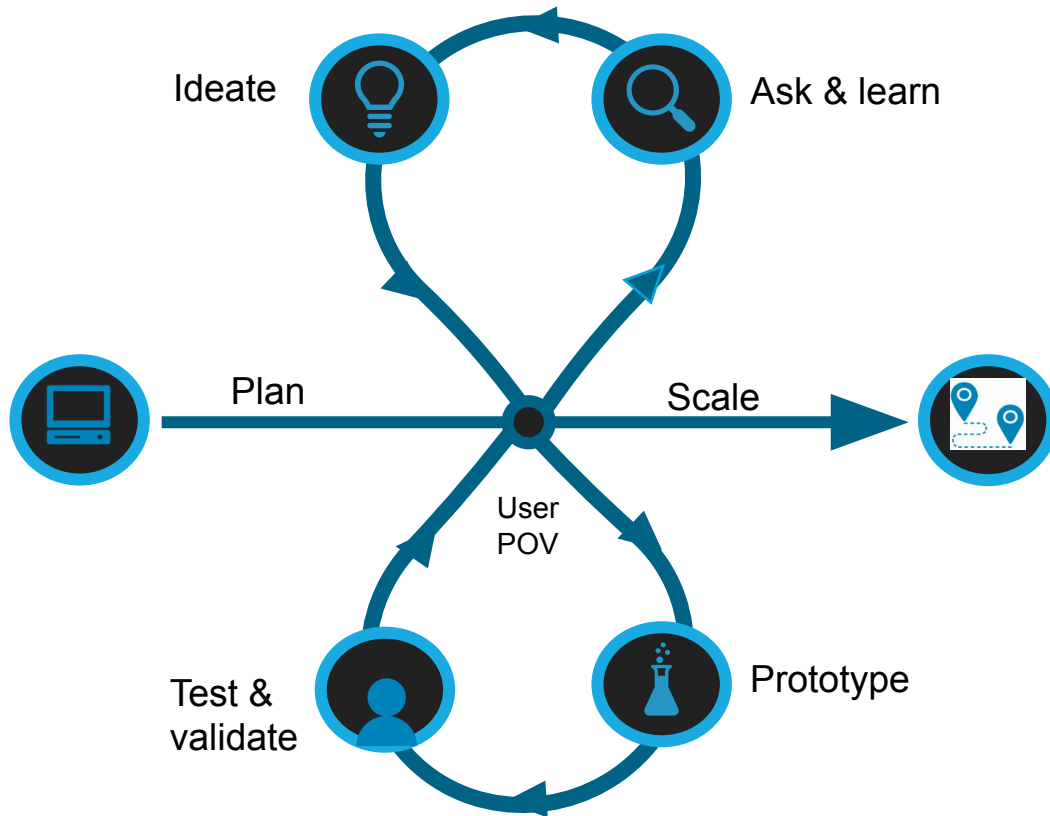 Ideate
Ask & learn
Plan
Scale
User
POV
Test &
validate
Prototype